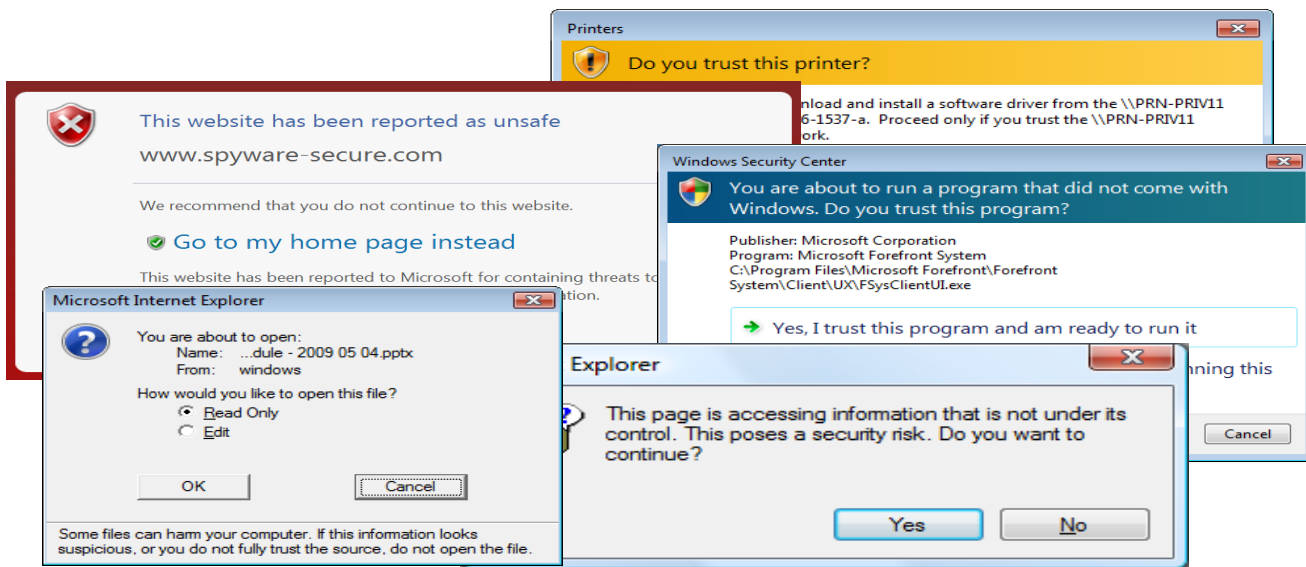 Printers
Do you trust this printer?
nload and install a software driver from the \\PRN-PRIV11
6-1537-a. Proceed only if you trust the \\PRN-PRIV11
ork.
This website has been reported as unsafe
www.spyware-secure.com
We recommend that you do not continue to this website.
Go to my home page instead
This website has been reported to Microsoft for containing threats to
ation.
Windows Security Center
You are about to run a program that did not come with
Windows. Do you trust this program?
Publisher: Microsoft Corporation
Program: Microsoft Forefront System
C:\Program Files\Microsoft Forefront\Forefront
System\Client\UX\FSysClientUI.exe
Yes, I trust this program and am ready to run it
nning this
Cancel
Microsoft Internet Explorer
You are about to open:
Name: ...dule - 2009 05 04.pptx
From: windows
How would you like to open this file?
Read Only
Edit
OK
Cancel
Some files can harm your computer. If this information looks
suspicious, or you do not fully trust the source, do not open the file.
Explorer
This page is accessing information that is not under its
control. This poses a security risk. Do you want to
continue?
Yes
No